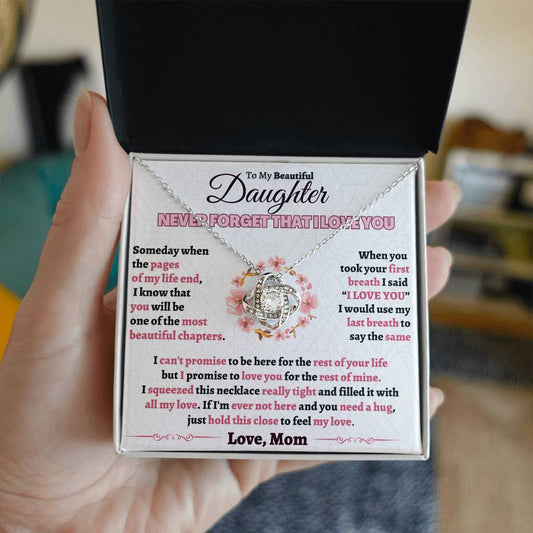 To My Beautiful
Daughter
NEVER FORGET THAT I LOVE YOU
Someday when
the pages
of my life end,
I know that
you will be
one of the most
beautiful chapters.
When you
took your first
breath I said
“I LOVE YOU”
I would use my
last breath to
say the same
I can't promise to be here for the rest of your life
but I promise to love you for the rest of mine.
I squeezed this necklace really tight and filled it with
all my love. If I'm ever not here and you need a hug,
just hold this close to feel my love.
Love, Mom